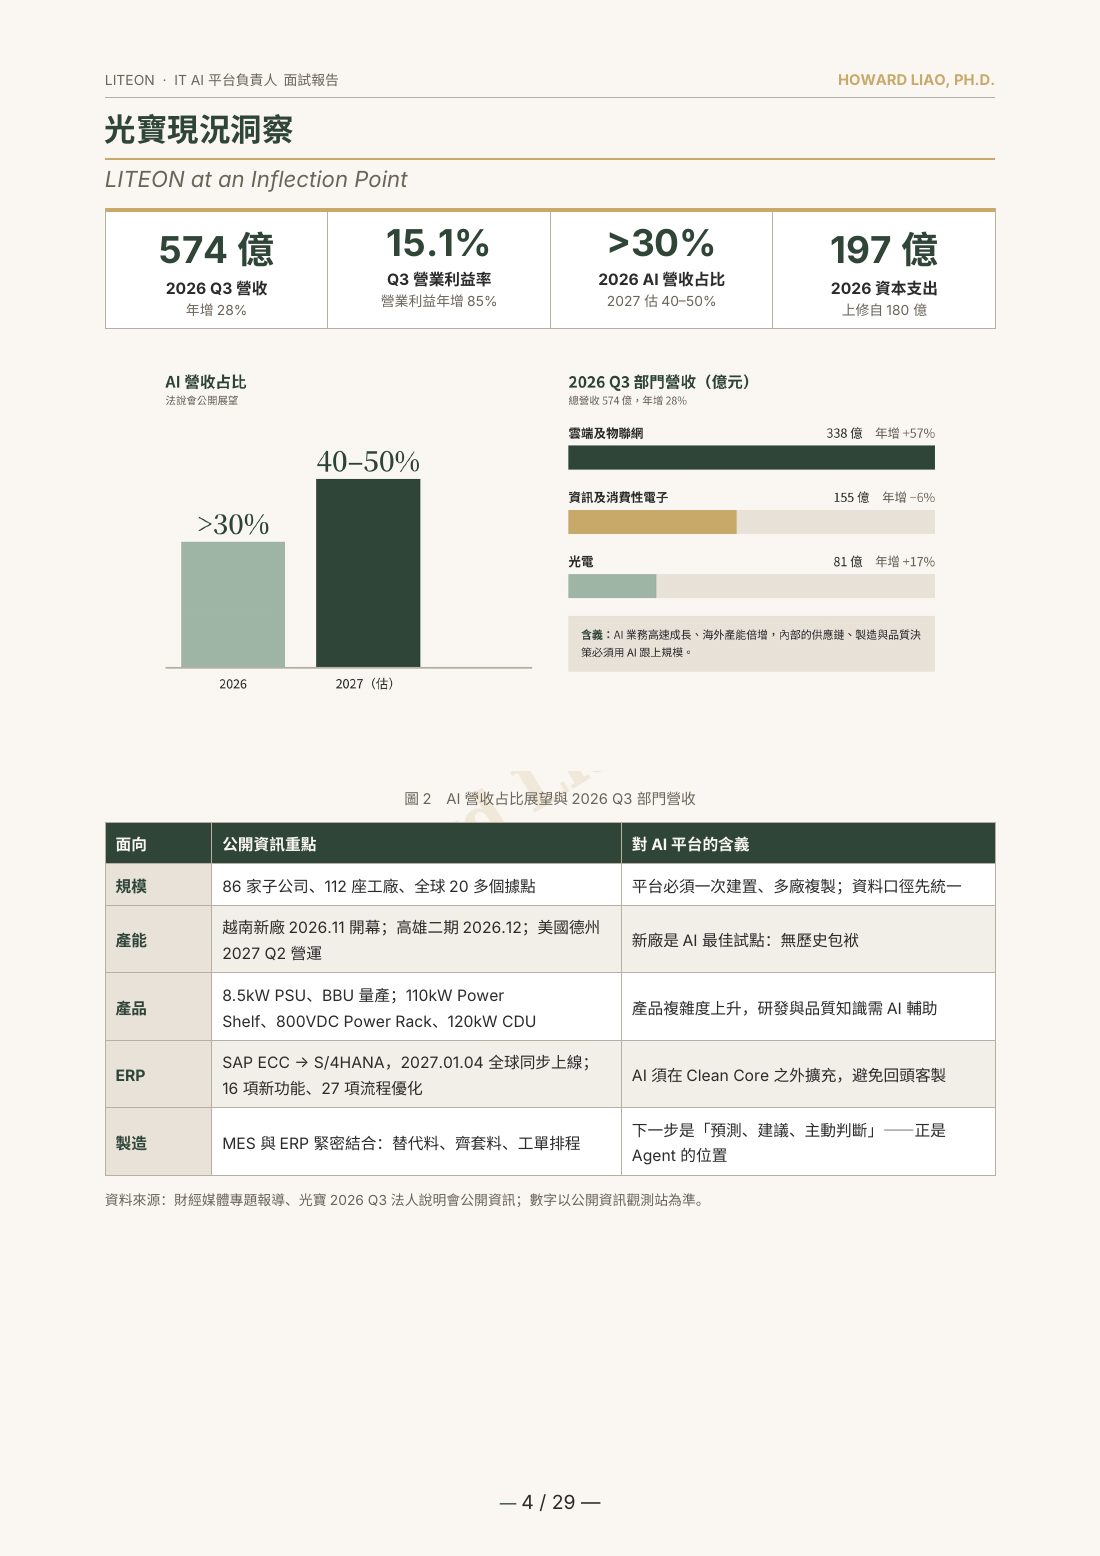 LITEON · IT AI 平台負責人 面試報告
HOWARD LIAO, PH.D.
光寶現況洞察
LITEON at an Inflection Point
574 億
2026 Q3 營收
年增 28%
15.1%
Q3 營業利益率
營業利益年增 85%
>30%
2026 AI 營收占比
2027 估 40–50%
197 億
2026 資本支出
上修自 180 億
AI 營收占比
法說會公開展望
>30%
40–50%
2026
2027（估）
2026 Q3 部門營收（億元）
總營收 574 億，年增 28%
雲端及物聯網 338 億 年增 +57%
資訊及消費性電子 155 億 年增 −6%
光電 81 億 年增 +17%
含義：AI 業務高速成長、海外產能倍增，內部的供應鏈、製造與品質決
策必須用 AI 跟上規模。
圖 2 AI 營收占比展望與 2026 Q3 部門營收
面向 公開資訊重點 對 AI 平台的含義
規模 86 家子公司、112 座工廠、全球 20 多個據點 平台必須一次建置、多廠複製；資料口徑先統一
產能 越南新廠 2026.11 開幕；高雄二期 2026.12；美國德州
2027 Q2 營運 新廠是 AI 最佳試點：無歷史包袱
產品 8.5kW PSU、BBU 量產；110kW Power
Shelf、800VDC Power Rack、120kW CDU 產品複雜度上升，研發與品質知識需 AI 輔助
ERP SAP ECC → S/4HANA，2027.01.04 全球同步上線；
16 項新功能、27 項流程優化 AI 須在 Clean Core 之外擴充，避免回頭客製
製造 MES 與 ERP 緊密結合：替代料、齊套料、工單排程 下一步是「預測、建議、主動判斷」——正是
Agent 的位置
資料來源：財經媒體專題報導、光寶 2026 Q3 法人說明會公開資訊；數字以公開資訊觀測站為準。
— 4 / 29 —